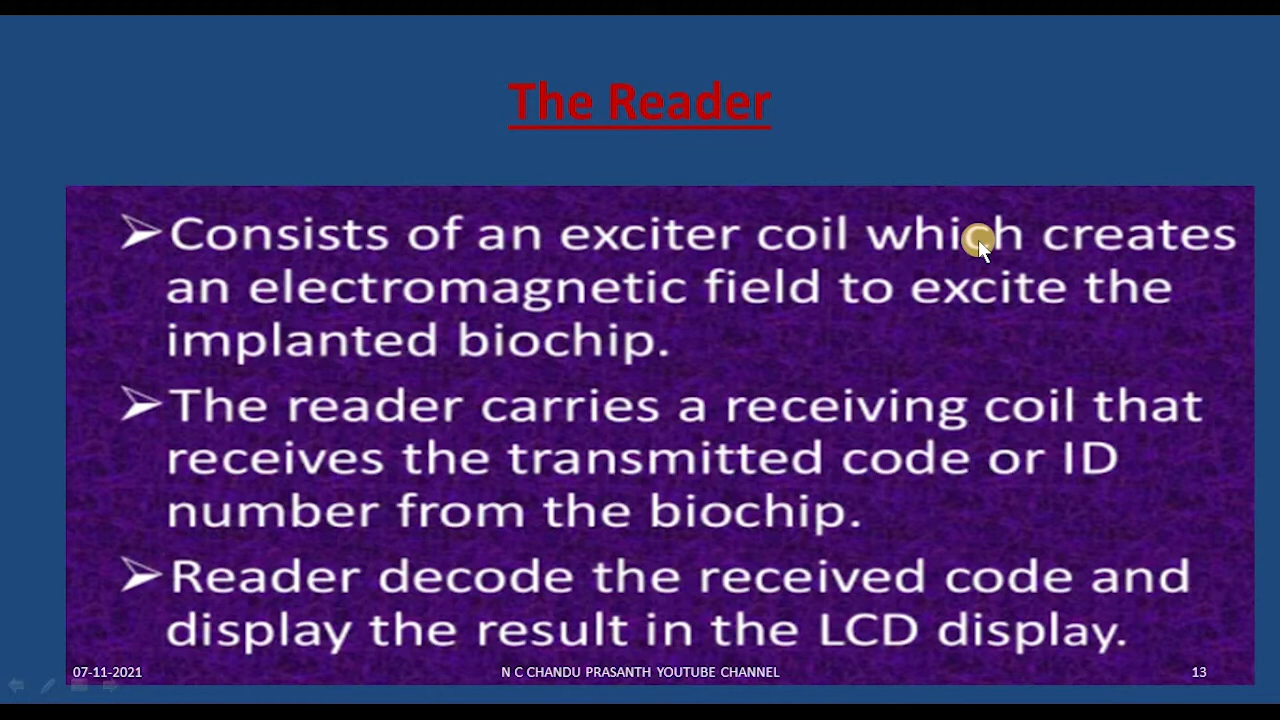 The Reader
➢Consists of an exciter coil which creates
an electromagnetic field to excite the
implanted biochip.
➢The reader carries a receiving coil that
receives the transmitted code or ID
number from the biochip.
➢Reader decode the received code and
display the result in the LCD display.
07-11-2021 N C CHANDU PRASANTH YOUTUBE CHANNEL 13